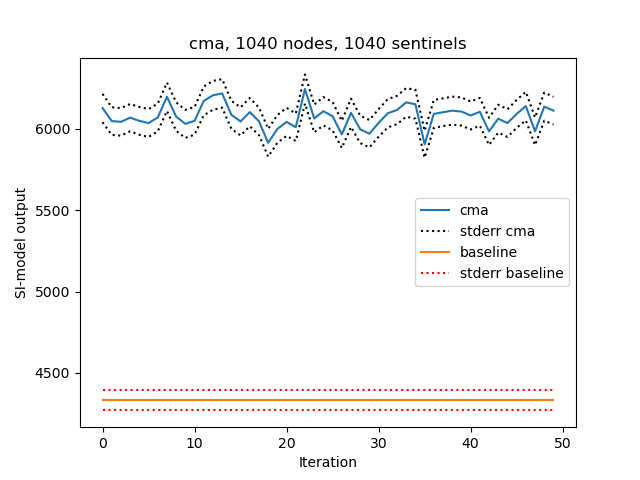 cma, 1040 nodes, 1040 sentinels
SI-model output
6000
5500
5000
4500
cma
stderr cma
baseline
stderr baseline
0
10
20
30
40
50
Iteration